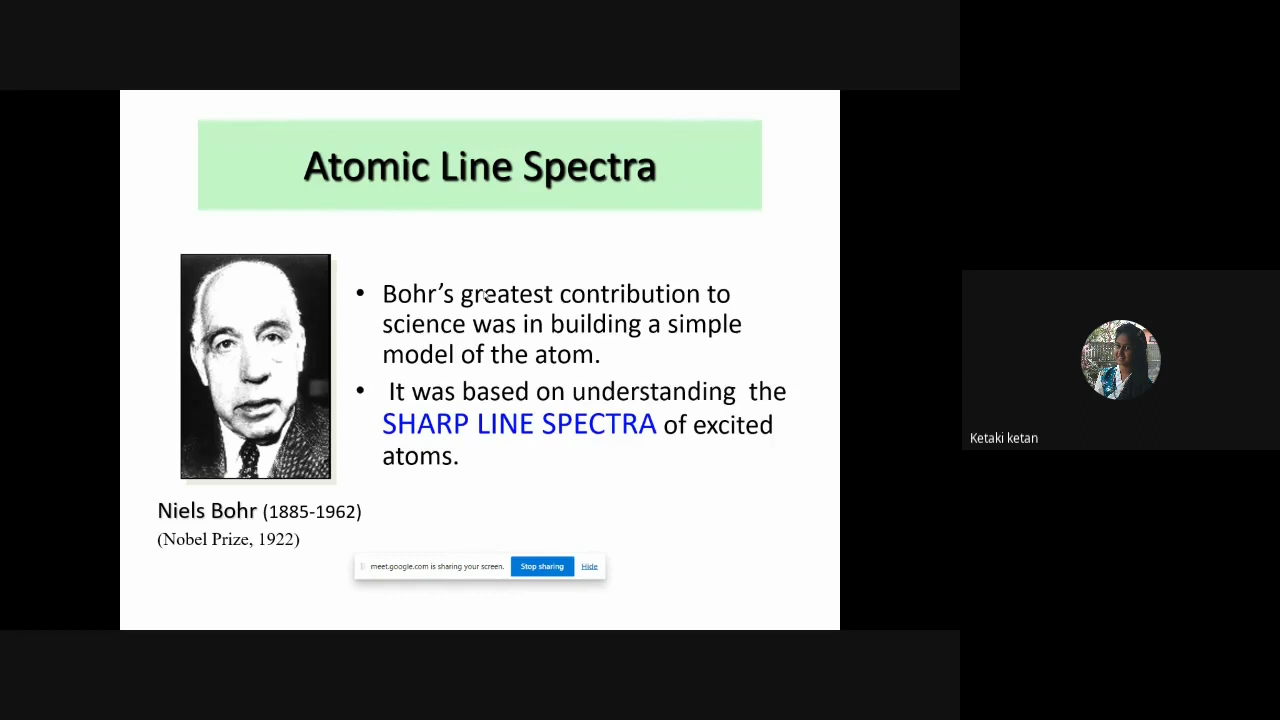 Atomic Line Spectra
• Bohr’s greatest contribution to
science was in building a simple
model of the atom.
• It was based on understanding the
SHARP LINE SPECTRA of excited
atoms.
Niels Bohr (1885-1962)
(Nobel Prize, 1922)
meet.google.com is sharing your screen. Stop sharing Hide
Ketaki ketan